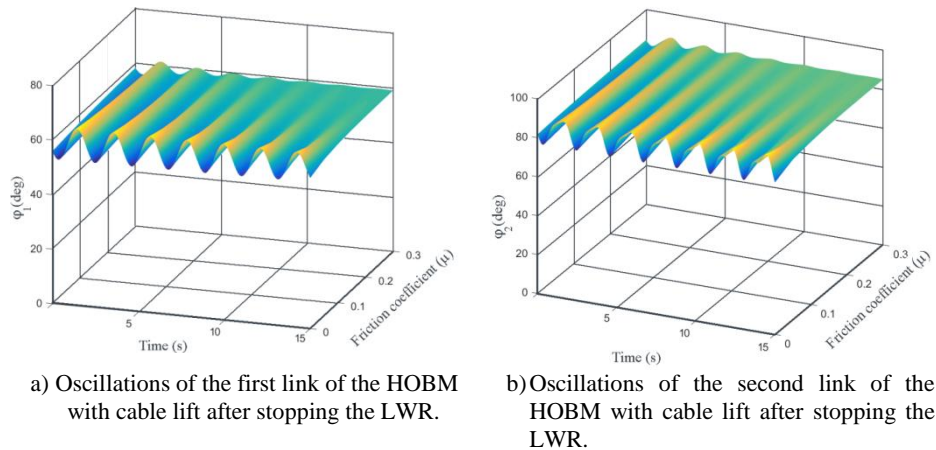 80
60
40
20
0
φ1(deg)
5
10
15
Time (s)
0
0.1
0.2
0.3
Friction coefficient (μ)
100
80
60
40
20
0
φ2(deg)
5
10
15
Time (s)
0
0.1
0.2
0.3
Friction coefficient (μ)
a) Oscillations of the first link of the HOBM
with cable lift after stopping the LWR.
b) Oscillations of the second link of the
HOBM with cable lift after stopping the
LWR.